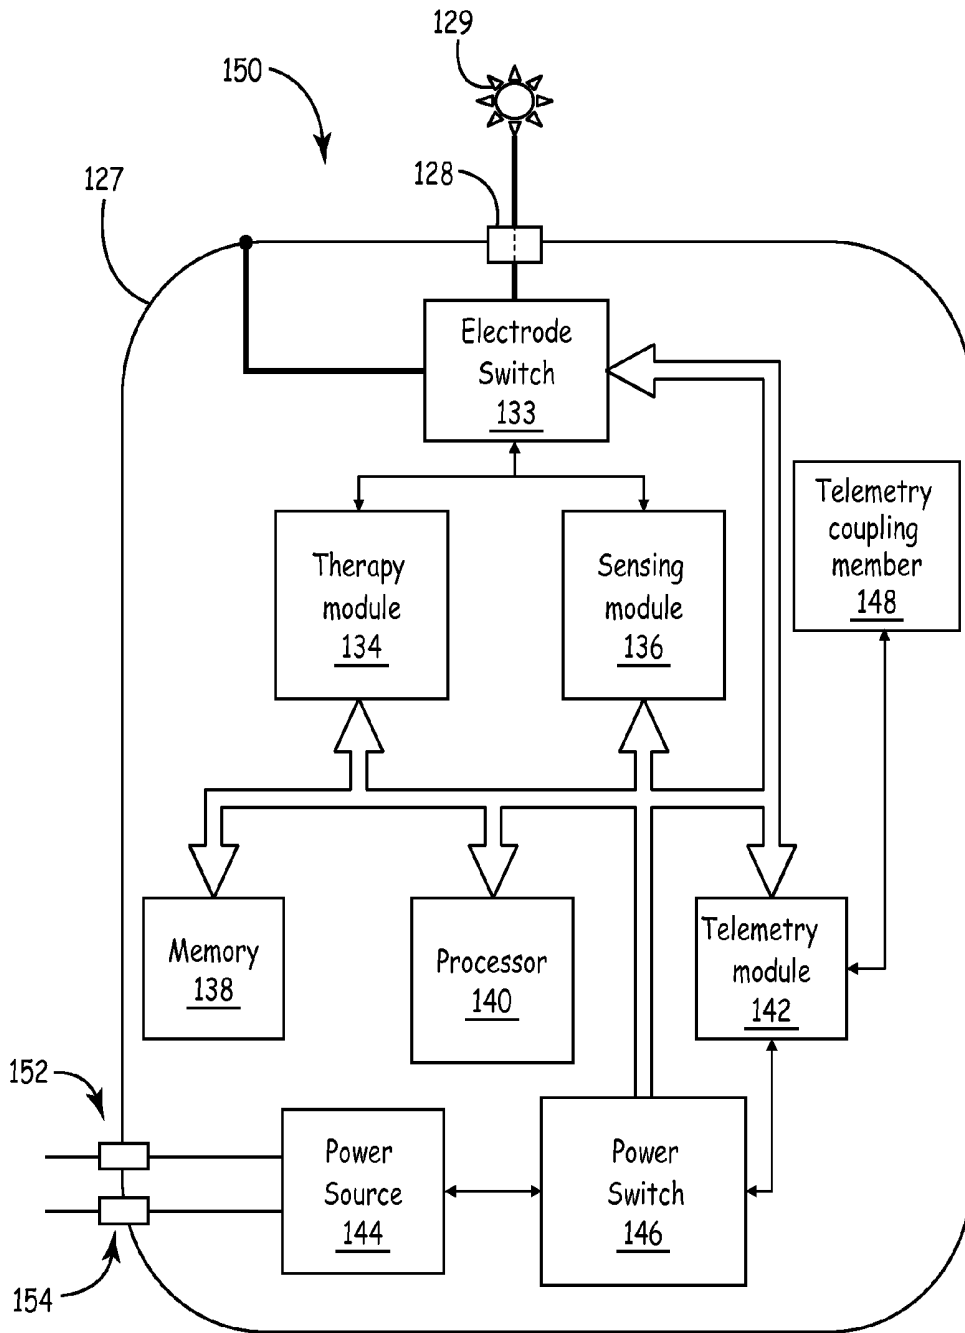 129
150
128
127
Electrode
Switch
133
Telemetry
coupling
member
148
Therapy
module
134
Sensing
module
136
Memory
138
Processor
140
Telemetry
module
142
152
Power
Source
144
Power
Switch
146
154